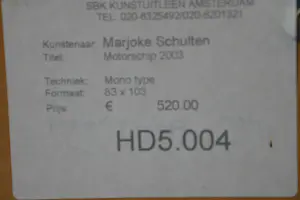 SBK KUNSTUITLEEN AMSTERDAM
TEL. 020-6325492/020-6201321
Kunstenaar: Marjoke Schulten
Titel: Motorschip 2003
Techniek: Mono type
Formaat: 83 x 103
Prijs: € 520.00
HD5.004